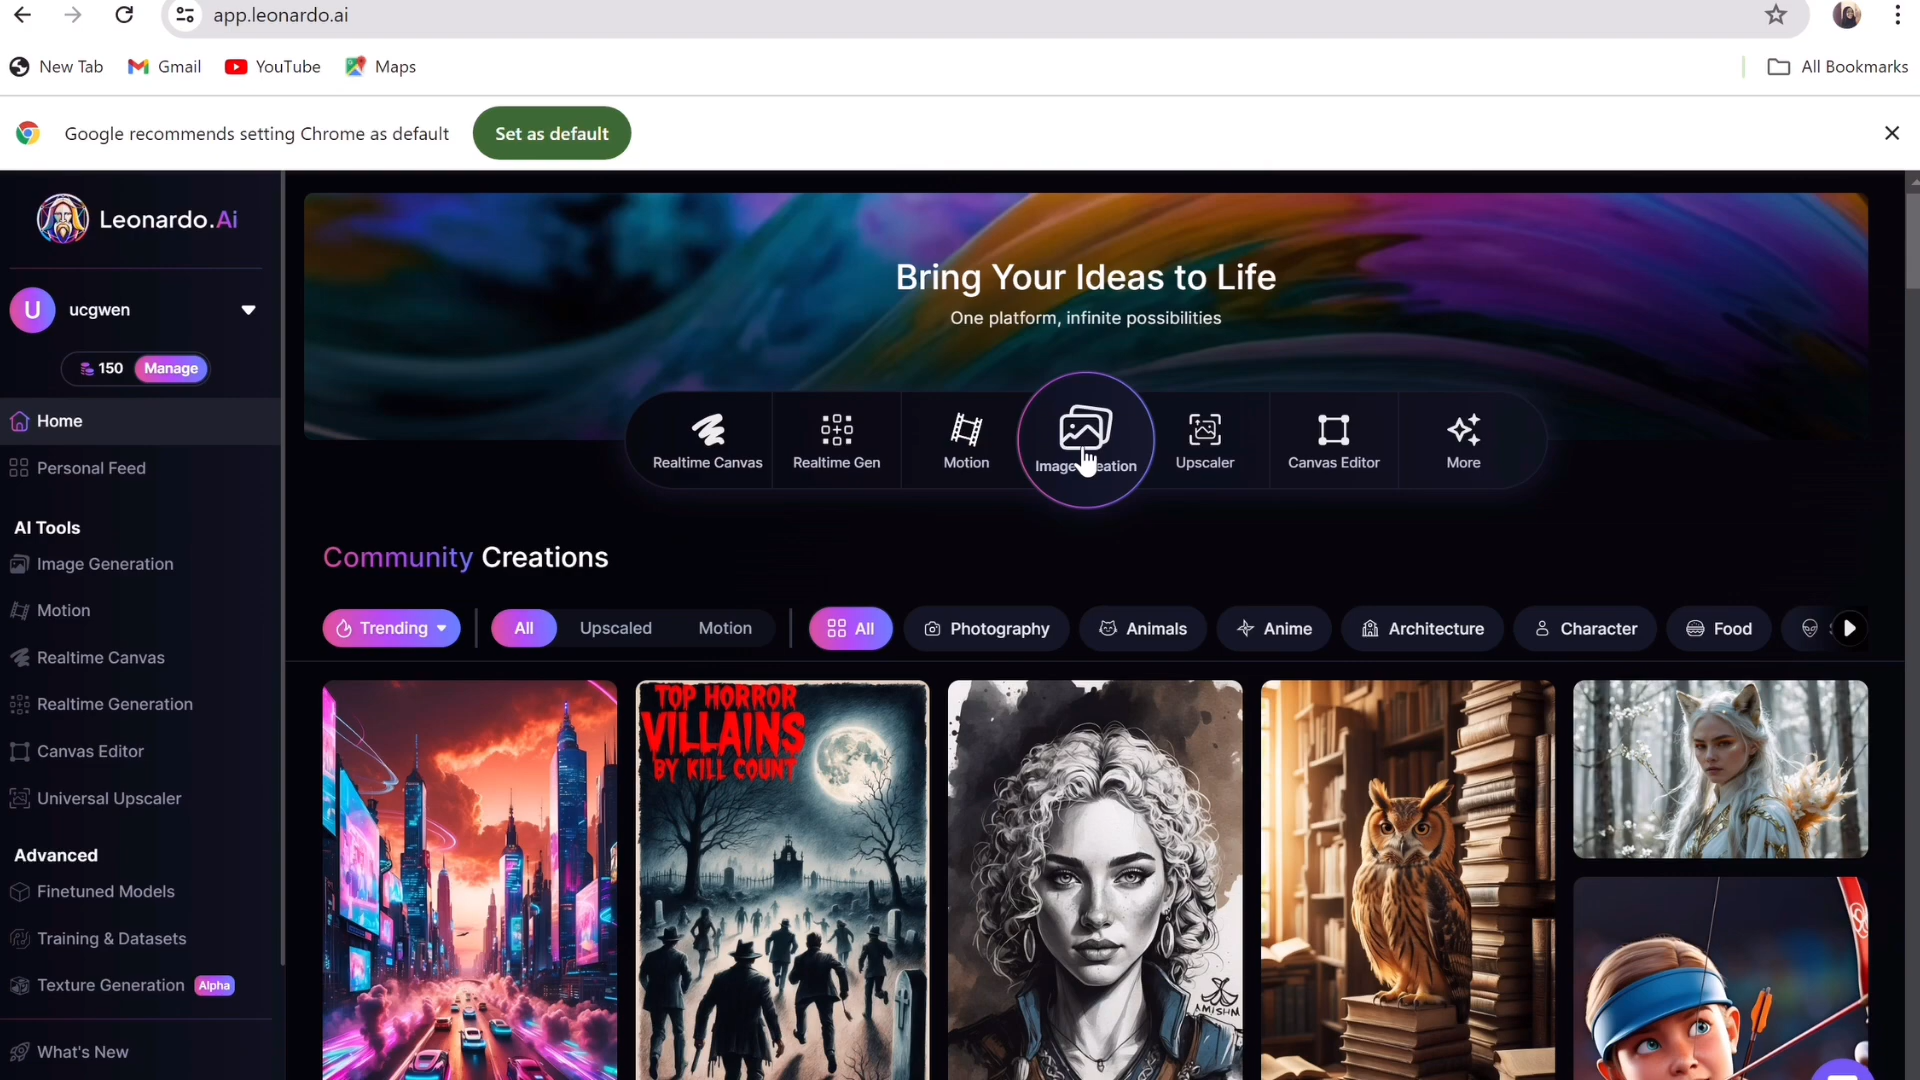 app.leonardo.ai
New Tab
Gmail
YouTube
Maps
All Bookmarks
Google recommends setting Chrome as default
Set as default
Leonardo.Ai
U
ucgwen
150
Manage
Home
Personal Feed
AI Tools
Image Generation
Motion
Realtime Canvas
Realtime Generation
Canvas Editor
Universal Upscaler
Advanced
Finetuned Models
Training & Datasets
Texture Generation
Alpha
What's New
Bring Your Ideas to Life
One platform, infinite possibilities
Realtime Canvas
Realtime Gen
Motion
Image
Upscaler
Canvas Editor
More
Community Creations
Trending
All
Upscaled
Motion
All
Photography
Animals
Anime
Architecture
Character
Food
TOP HORROR
VILLAINS
BY KILL COUNT